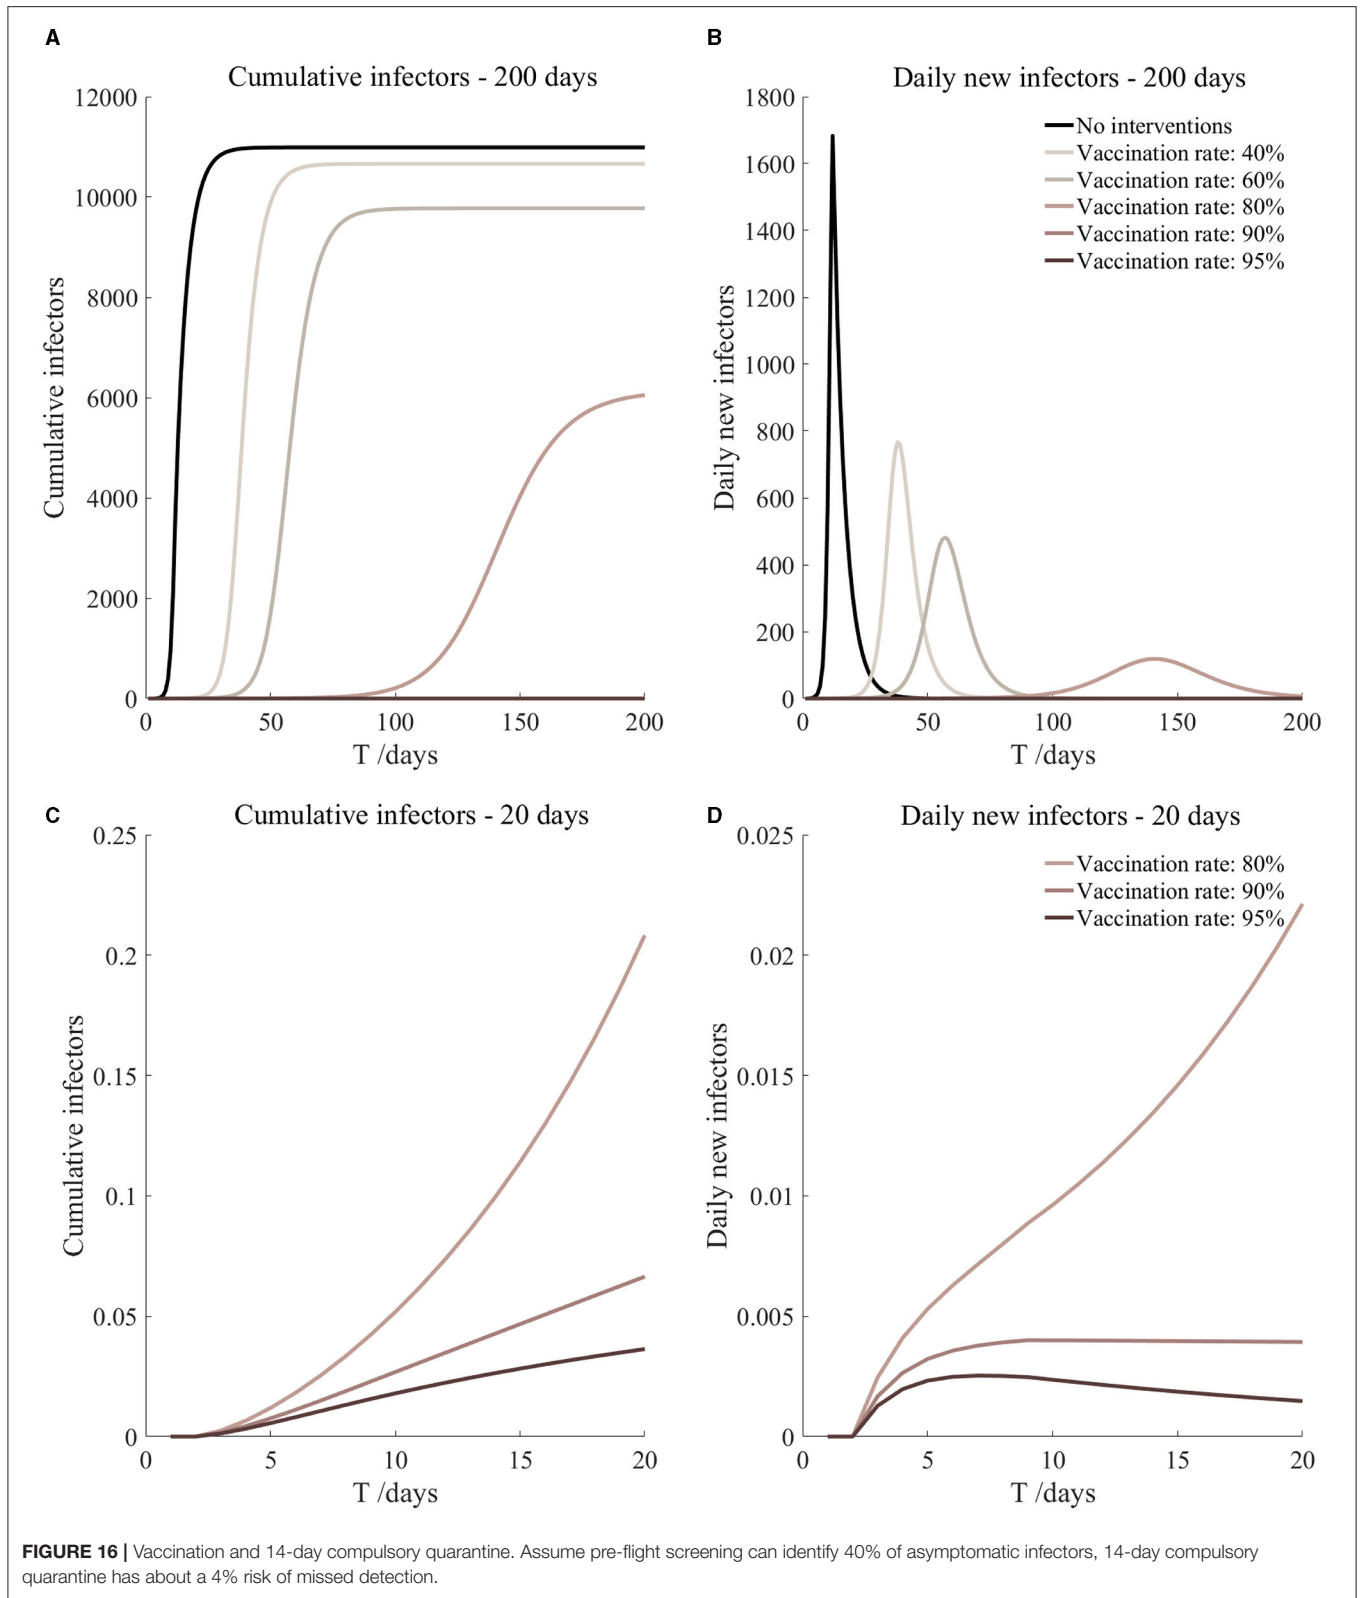 A
Cumulative infectors - 200 days
12000
10000
8000
6000
4000
2000
0
Cumulative infectors
0 50 100 150 200
T /days
B
Daily new infectors - 200 days
1800
1600
1400
1200
1000
800
600
400
200
0
Daily new infectors
No interventions
Vaccination rate: 40%
Vaccination rate: 60%
Vaccination rate: 80%
Vaccination rate: 90%
Vaccination rate: 95%
0 50 100 150 200
T /days
C
Cumulative infectors - 20 days
0.25
0.2
0.15
0.1
0.05
0
Cumulative infectors
0 5 10 15 20
T /days
D
Daily new infectors - 20 days
0.025
0.02
0.015
0.01
0.005
0
Daily new infectors
Vaccination rate: 80%
Vaccination rate: 90%
Vaccination rate: 95%
0 5 10 15 20
T /days
FIGURE 16 | Vaccination and 14-day compulsory quarantine. Assume pre-flight screening can identify 40% of asymptomatic infectors, 14-day compulsory
quarantine has about a 4% risk of missed detection.